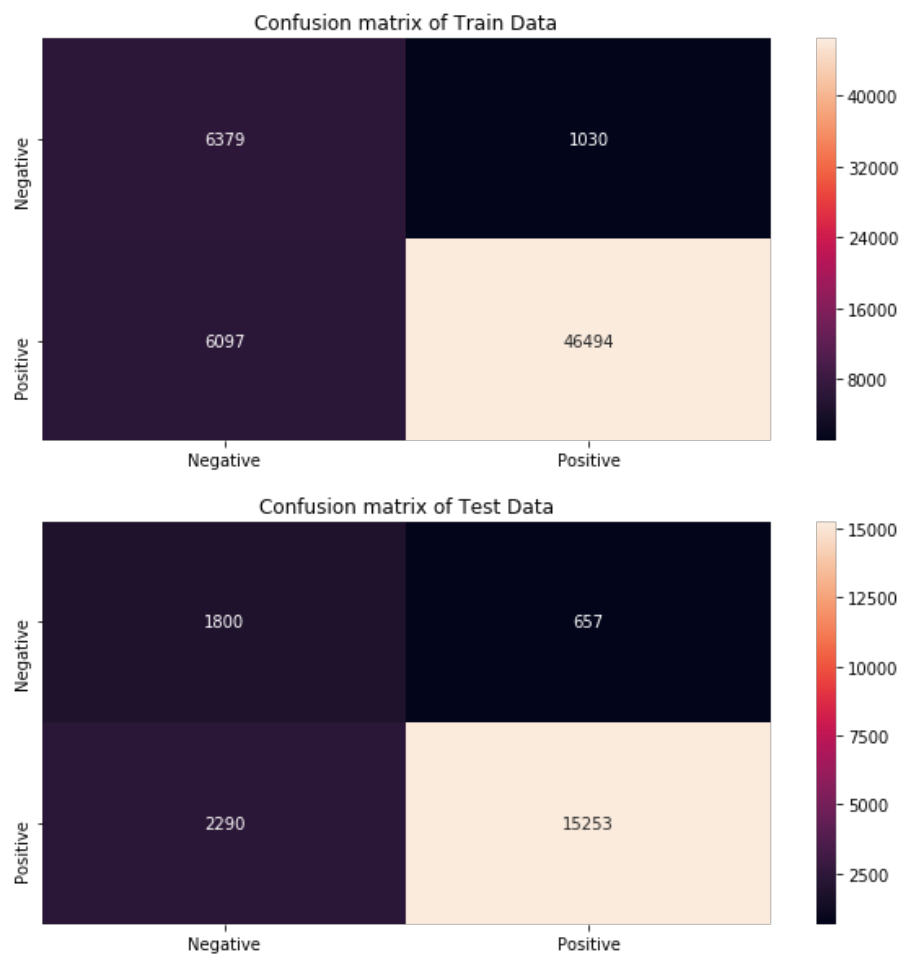 Confusion matrix of Train Data
Negative
6379
1030
Positive
6097
46494
Negative
Positive
40000
32000
24000
16000
8000
Confusion matrix of Test Data
Negative
1800
657
Positive
2290
15253
Negative
Positive
15000
12500
10000
7500
5000
2500